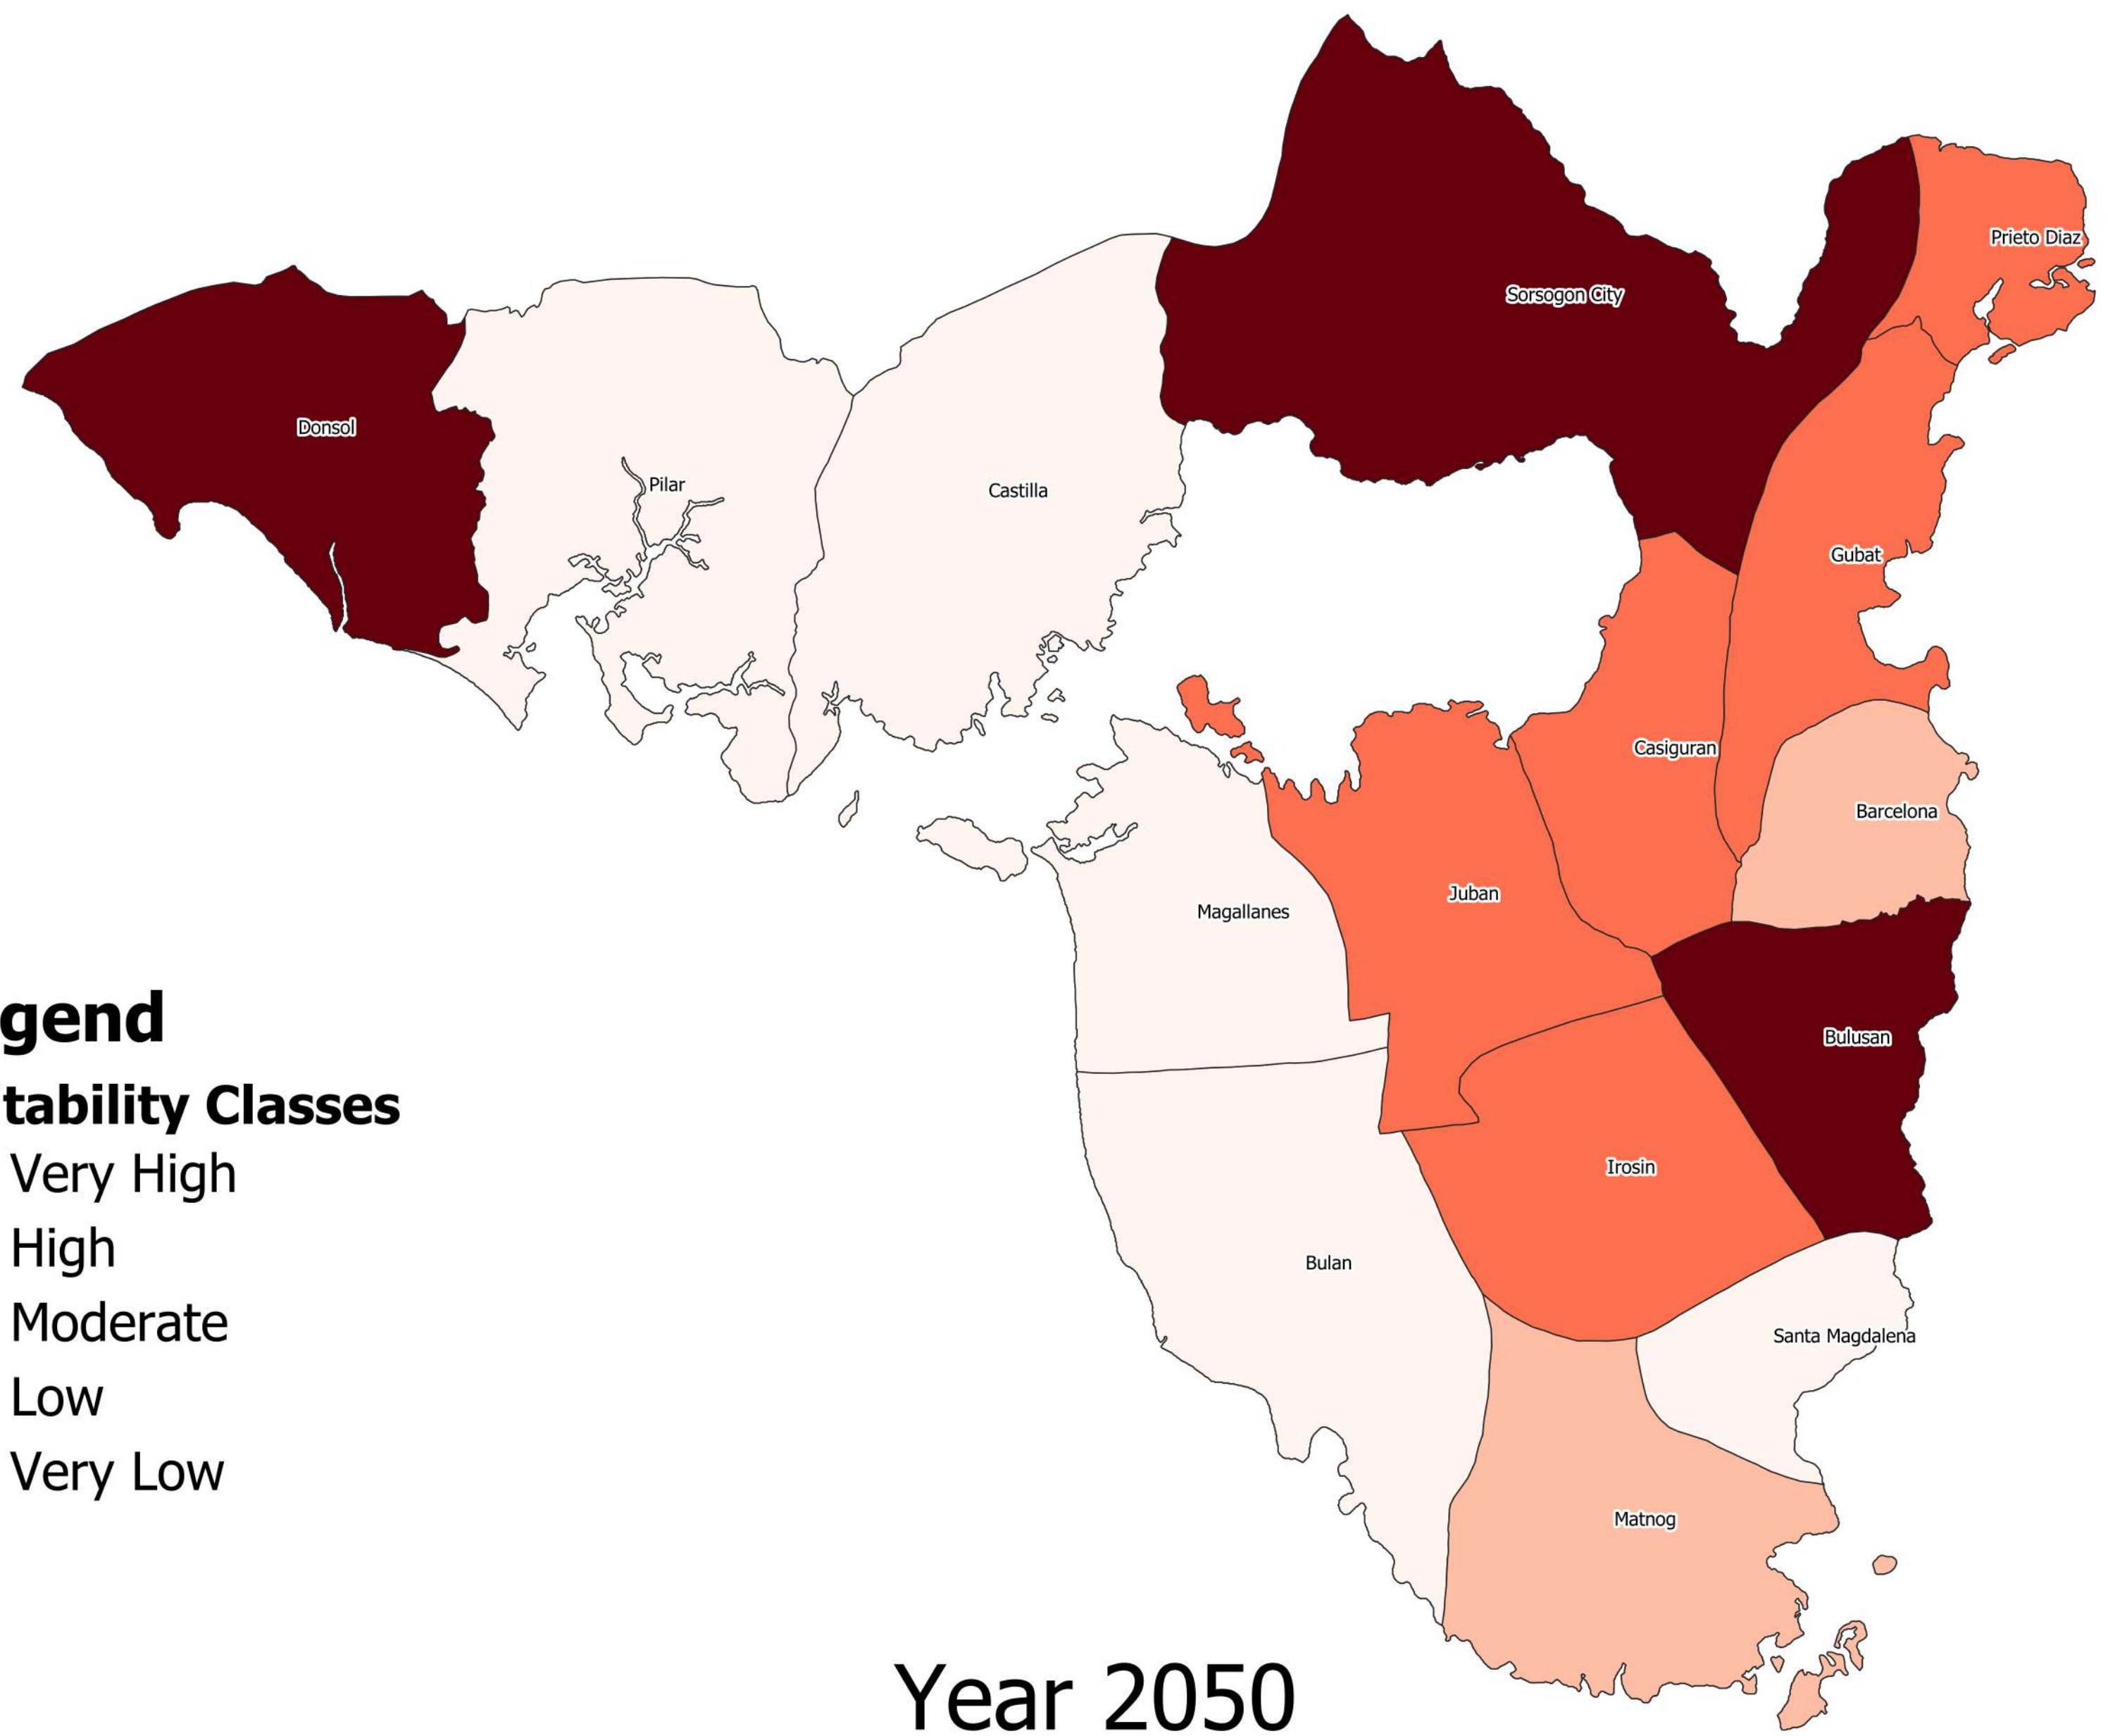 Prieto Diaz
Sorsogon City
Donsol
Pilar
Castilla
Gubat
Casiguran
Barcelona
Juban
Magallanes
Bulusan
Irosin
Bulan
Santa Magdalena
Matnog
gend
tability Classes
Very High
High
Moderate
Low
Very Low
Year 2050